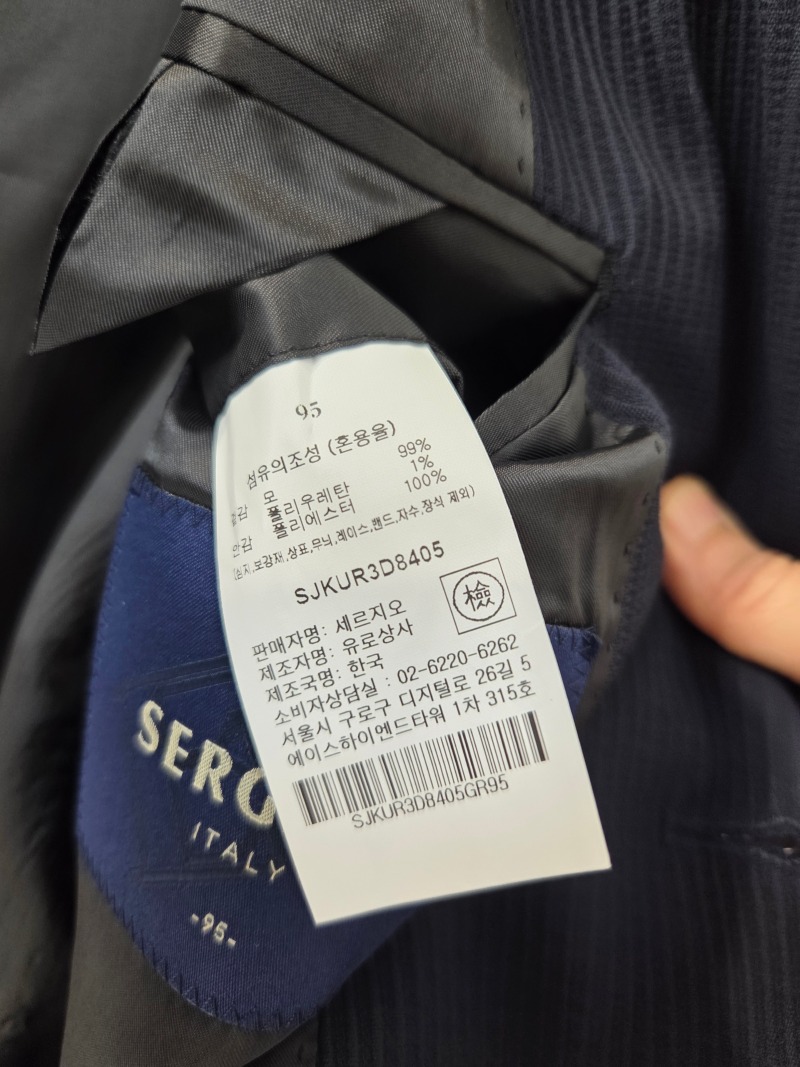 95
섬유의조성 (혼용율)
겉감 모 99%
폴리우레탄 1%
안감 폴리에스터 100%
(심지,보강재,상표,무늬,레이스,밴드,자수,장식 제외)
SJKUR3D8405
檢
판매자명: 세르지오
제조자명: 유로상사
제조국명: 한국
소비자상담실 : 02-6220-6262
서울시 구로구 디지털로 26길 5
에이스하이엔드타워 1차 315호
SJKUR3D8405GR95
SERG
ITALY
-95-